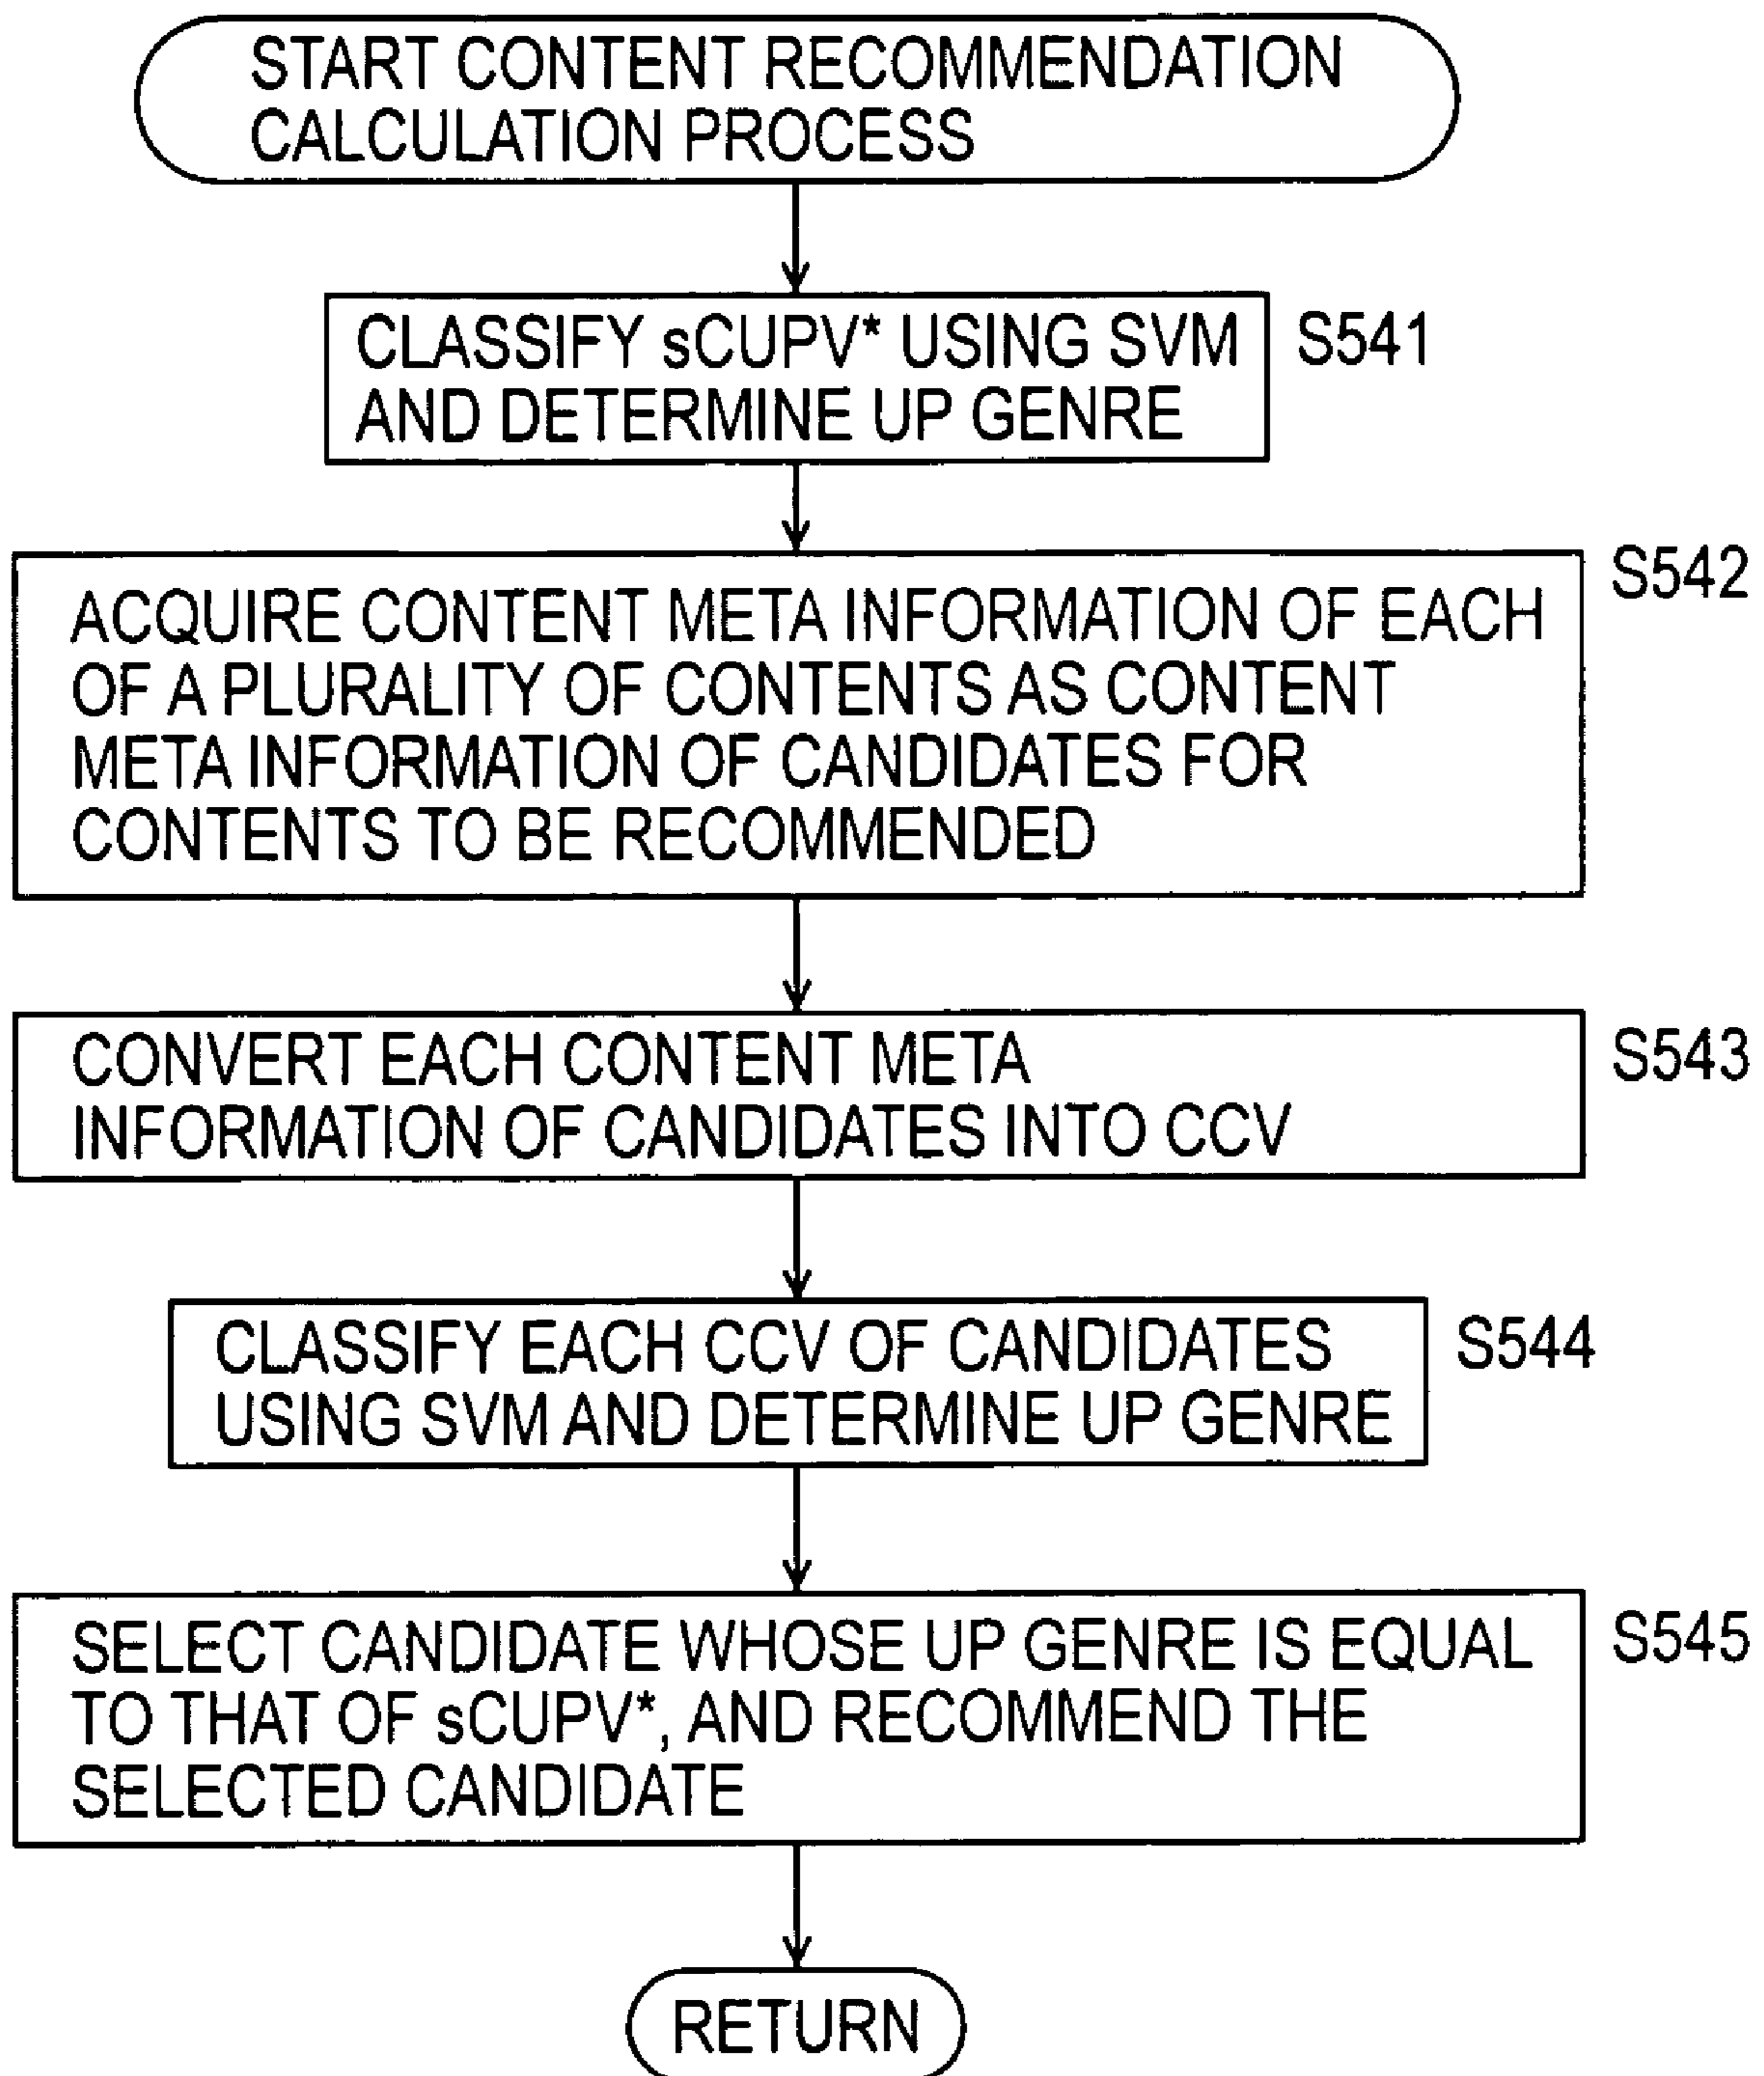 START CONTENT RECOMMENDATION
CALCULATION PROCESS
CLASSIFY sCUPV* USING SVM
AND DETERMINE UP GENRE
S541
ACQUIRE CONTENT META INFORMATION OF EACH
OF A PLURALITY OF CONTENTS AS CONTENT
META INFORMATION OF CANDIDATES FOR
CONTENTS TO BE RECOMMENDED
S542
CONVERT EACH CONTENT META
INFORMATION OF CANDIDATES INTO CCV
S543
CLASSIFY EACH CCV OF CANDIDATES
USING SVM AND DETERMINE UP GENRE
S544
SELECT CANDIDATE WHOSE UP GENRE IS EQUAL
TO THAT OF sCUPV*, AND RECOMMEND THE
SELECTED CANDIDATE
S545
RETURN